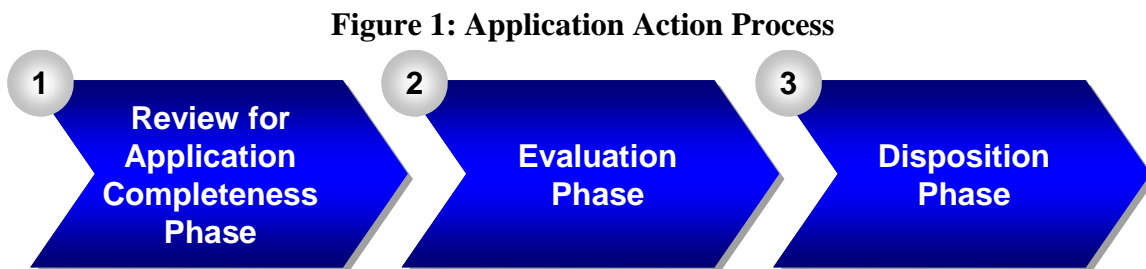 Figure 1: Application Action Process
1
Review for
Application
Completeness
Phase
2
Evaluation
Phase
3
Disposition
Phase